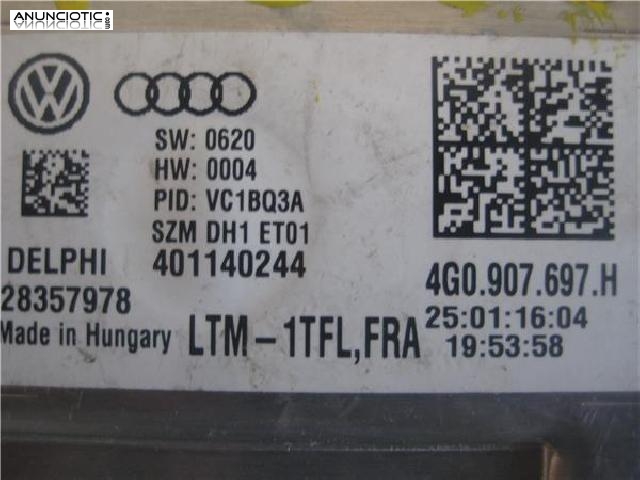 ANUNCIOTIC.com
SW: 0620
HW: 0004
PID: VC1BQ3A
SZM DH1 ET01
DELPHI 401140244
28357978
Made in Hungary LTM-1TFL,FRA
4G0.907.697.H
25:01:16:04
19:53:58